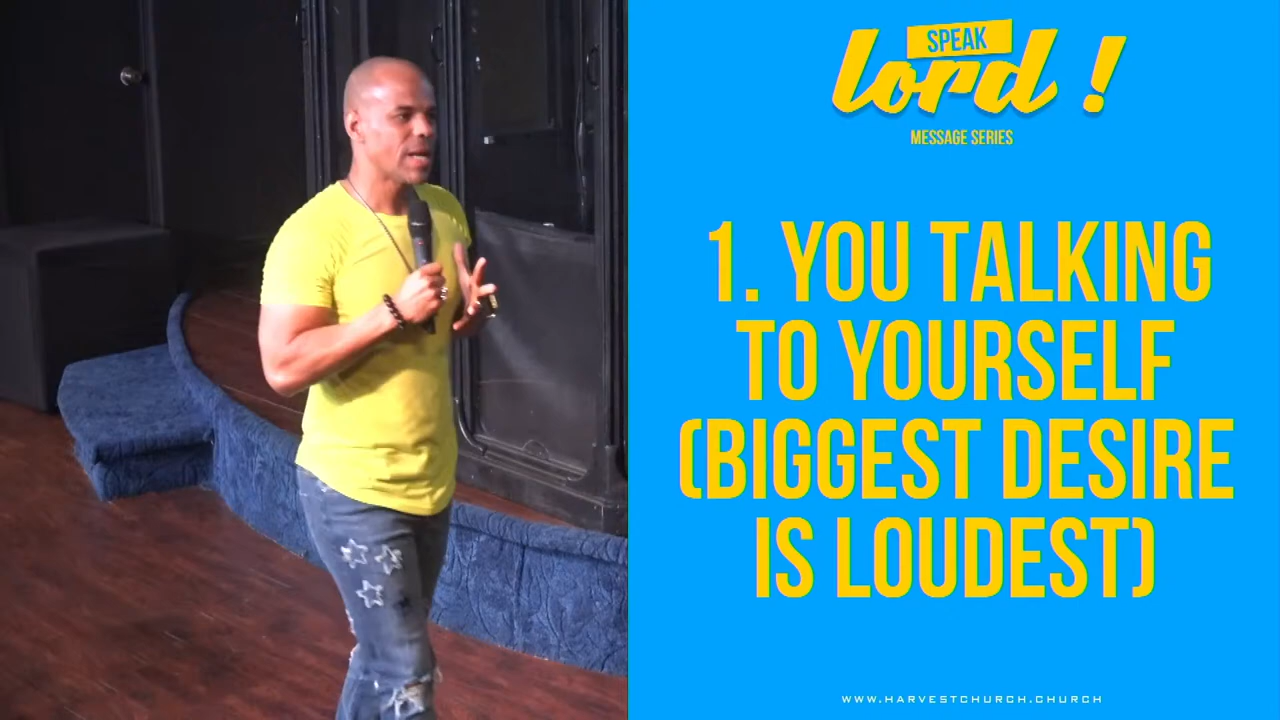 SPEAK
lord !
MESSAGE SERIES
1. YOU TALKING
TO YOURSELF
(BIGGEST DESIRE
IS LOUDEST)
WWW.HARVESTCHURCH.CHURCH